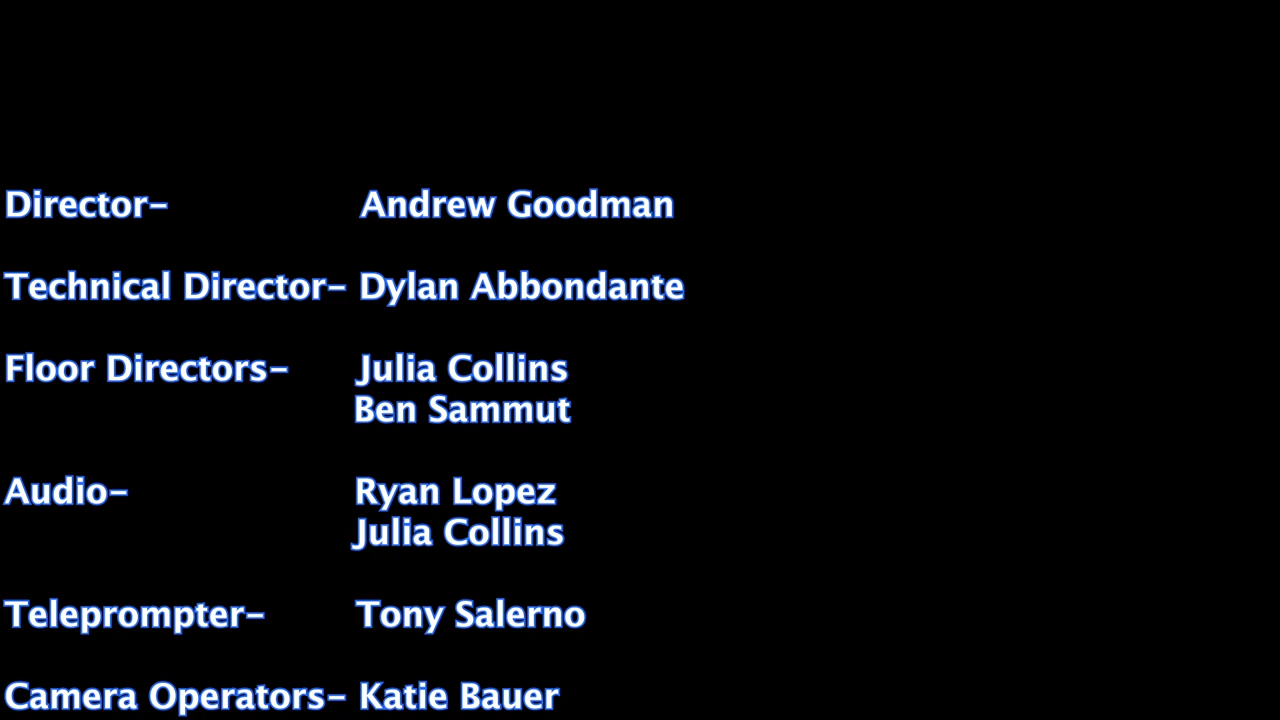 Director- Andrew Goodman
Technical Director- Dylan Abbondante
Floor Directors- Julia Collins
Ben Sammut
Audio- Ryan Lopez
Julia Collins
Teleprompter- Tony Salerno
Camera Operators- Katie Bauer